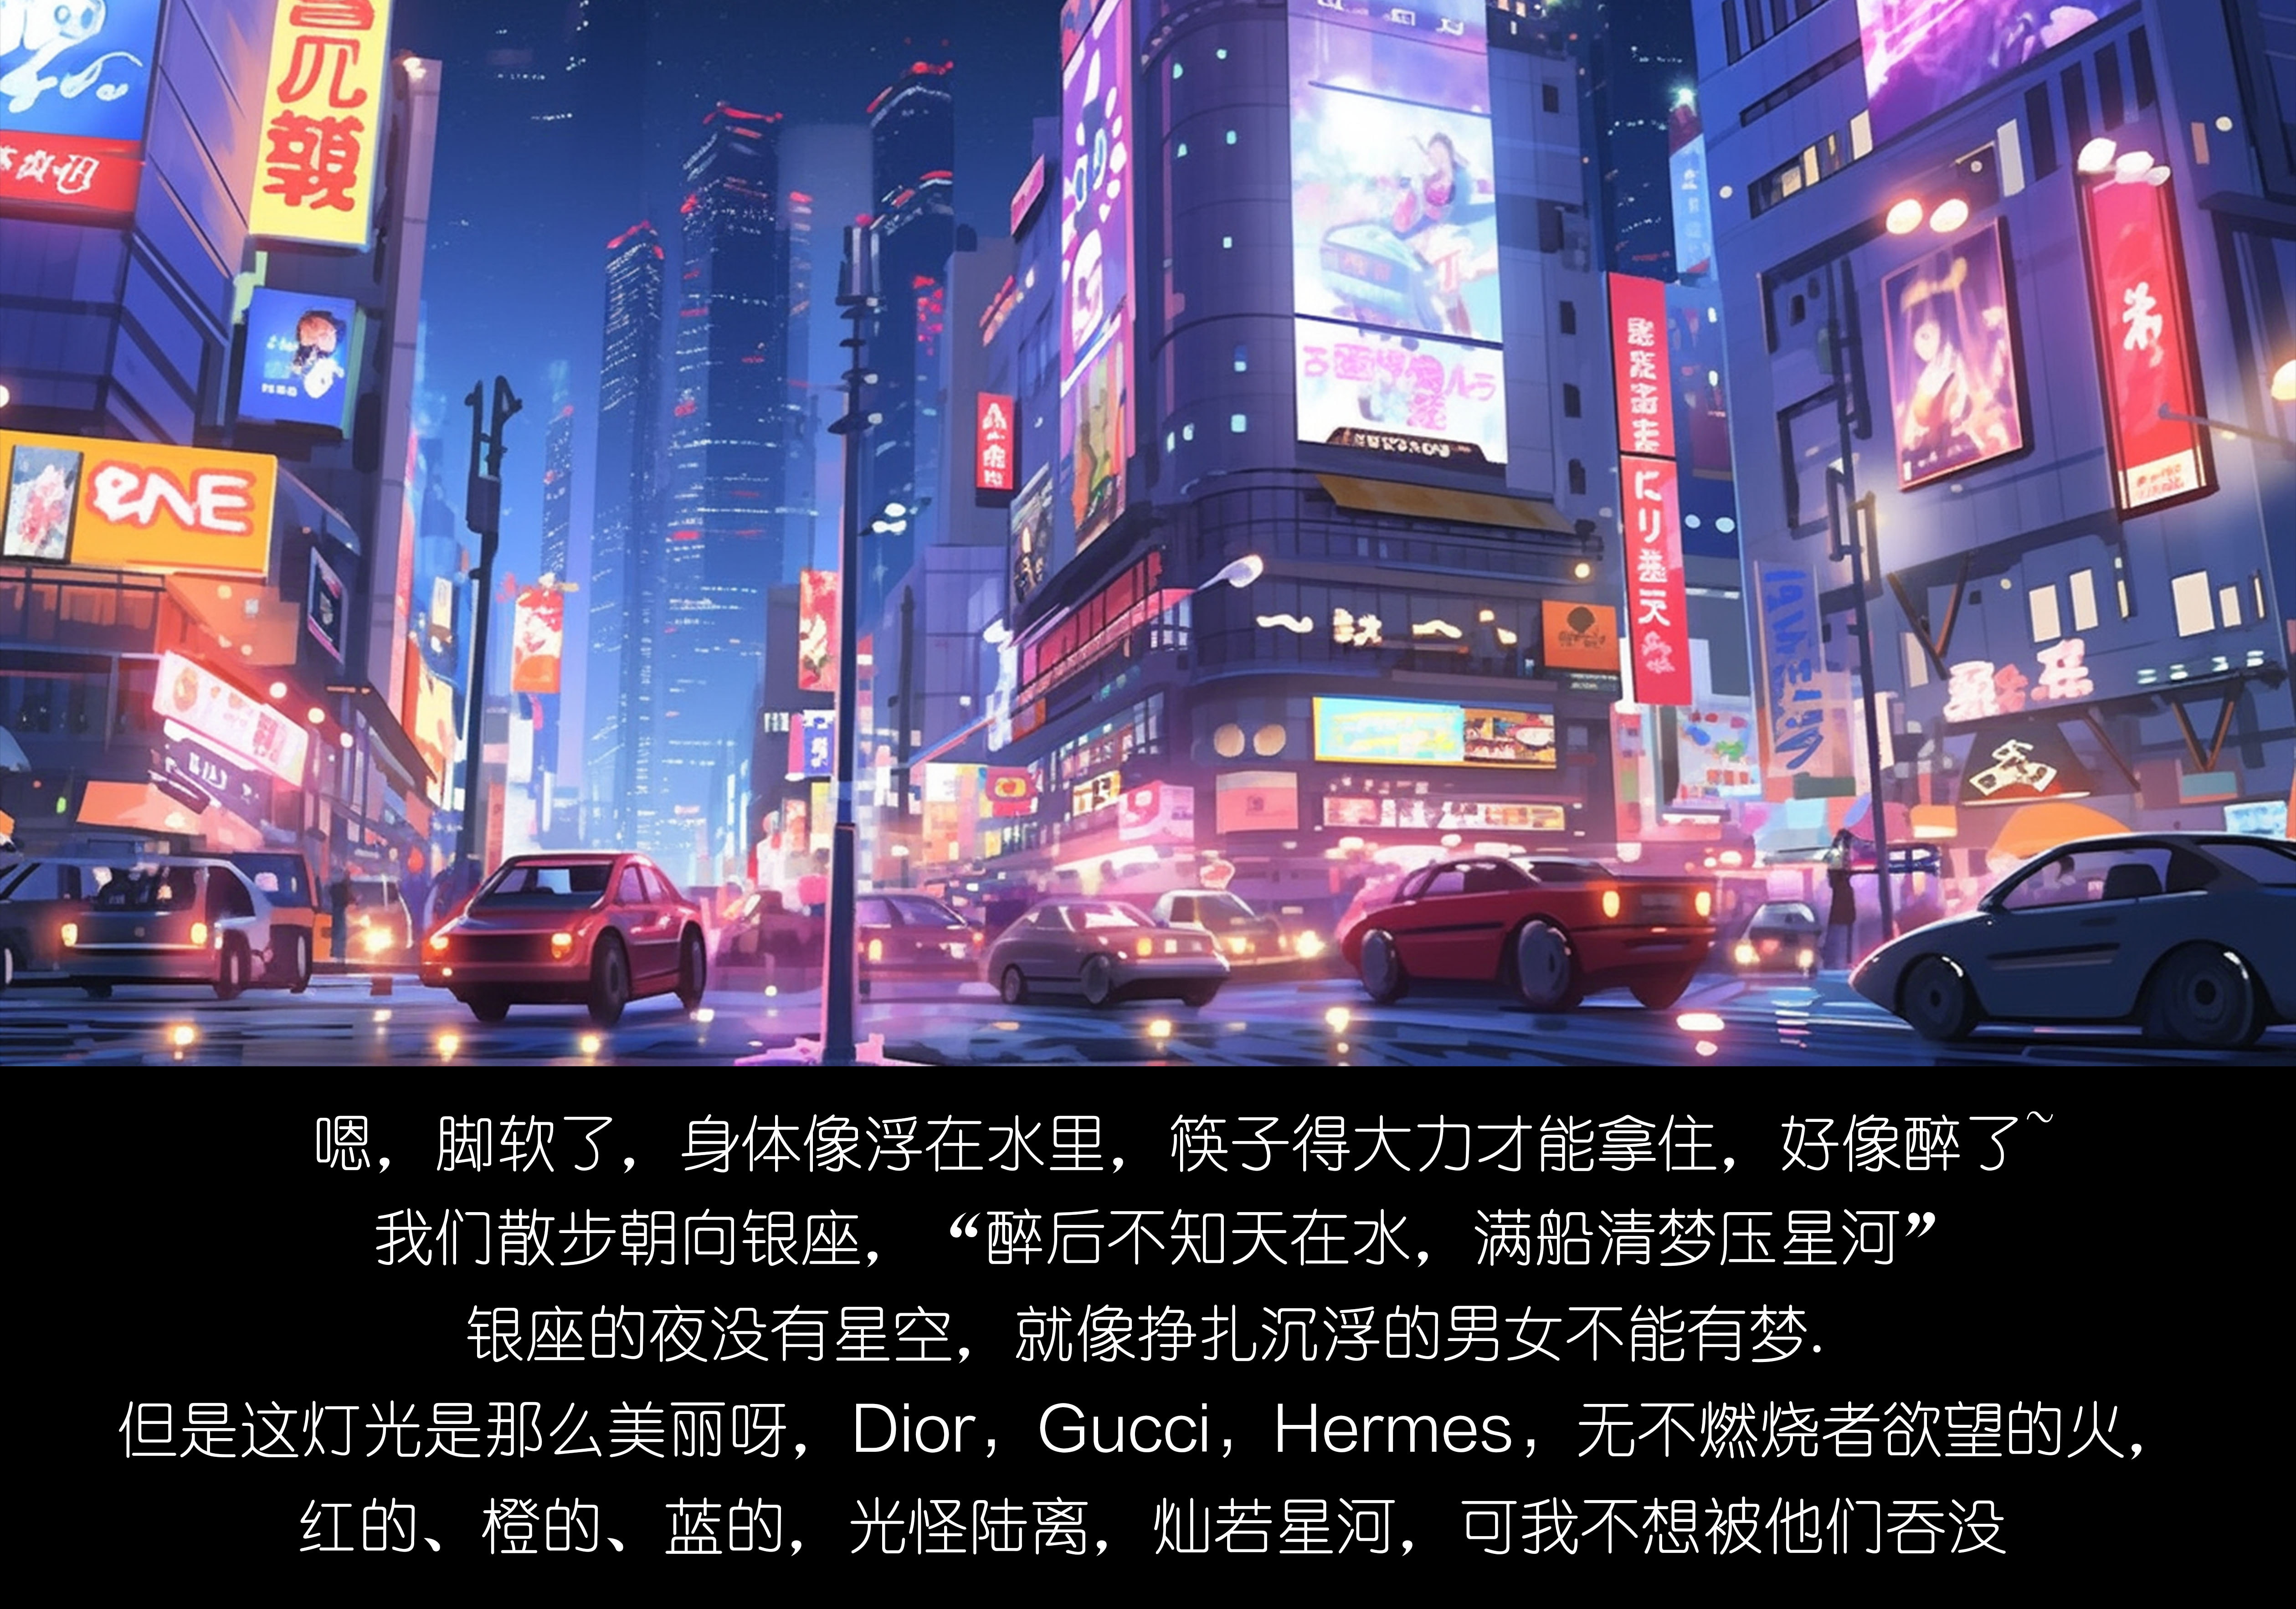 嗯，脚软了，身体像浮在水里，筷子得大力才能拿住，好像醉了~
我们散步朝向银座，“醉后不知天在水，满船清梦压星河”
银座的夜没有星空，就像挣扎沉浮的男女不能有梦.
但是这灯光是那么美丽呀，Dior，Gucci，Hermes，无不燃烧者欲望的火，
红的、橙的、蓝的，光怪陆离，灿若星河，可我不想被他们吞没